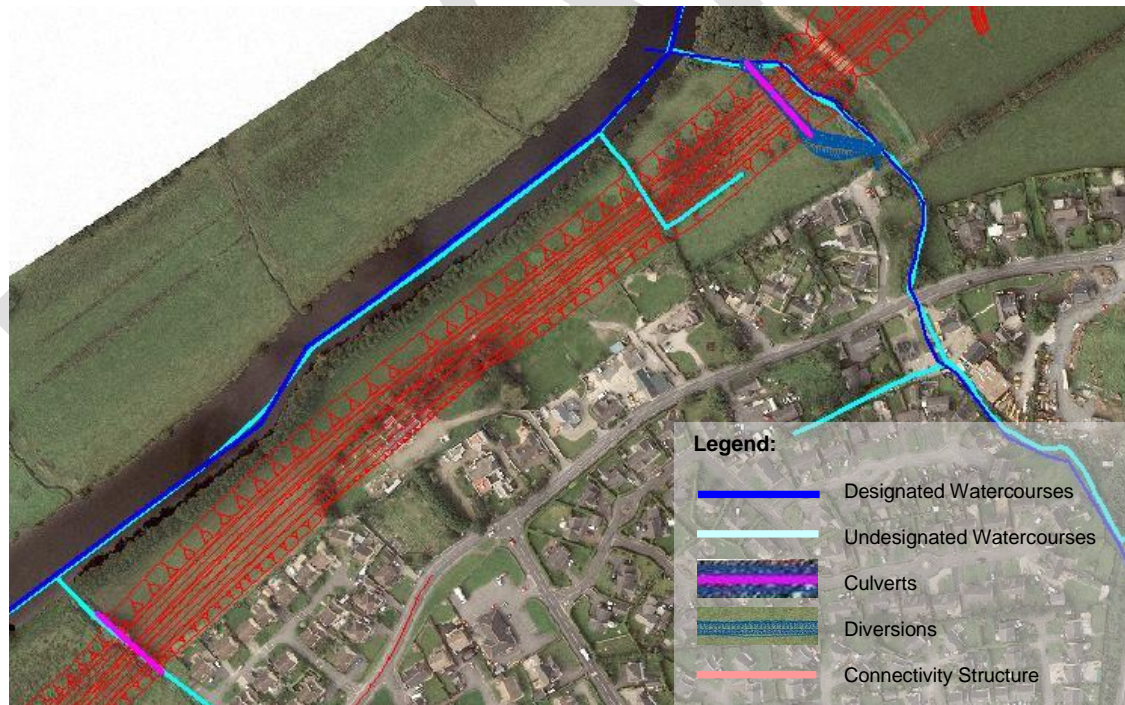 Legend:
Designated Watercourses
Undesignated Watercourses
Culverts
Diversions
Connectivity Structure